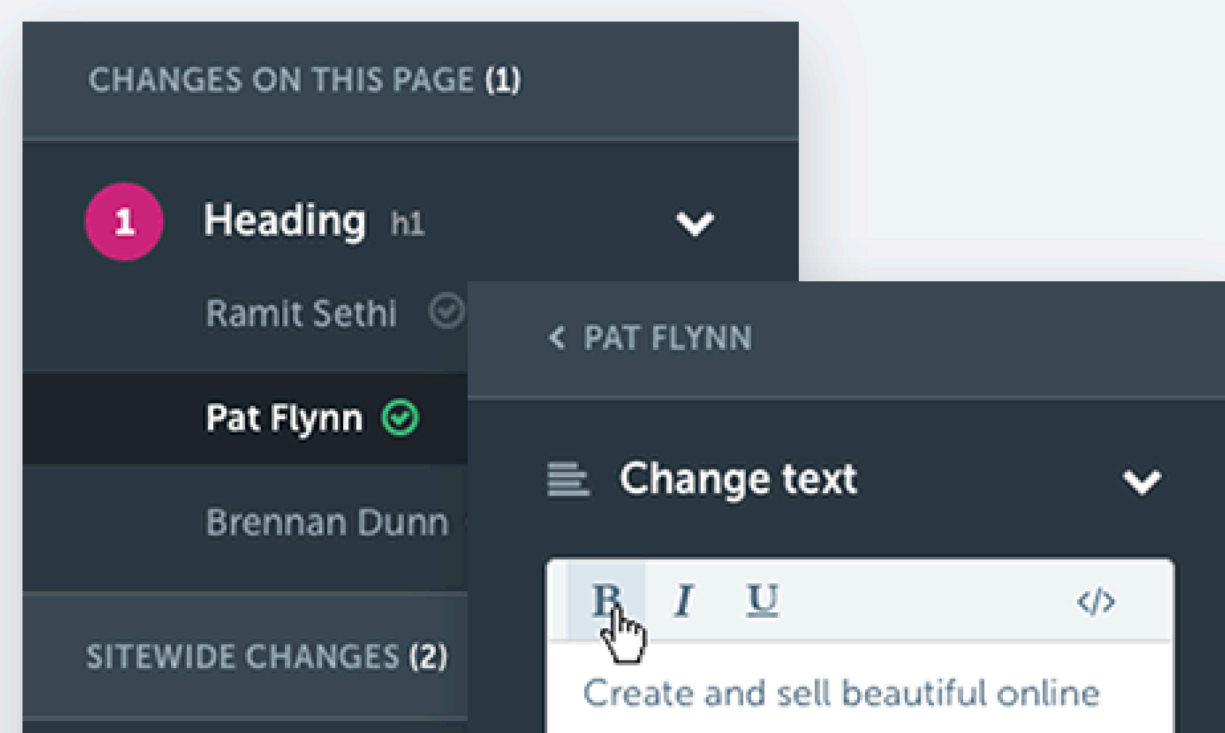 CHANGES ON THIS PAGE (1)
1 Heading h1
Ramit Sethi
Pat Flynn
Brennan Dunn
SITEWIDE CHANGES (2)
< PAT FLYNN
Change text
B I U </>
Create and sell beautiful online